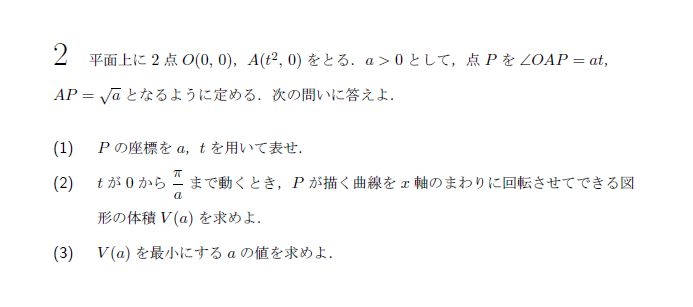 2 平面上に 2 点 O(0, 0)，A(t², 0) をとる．a > 0 として，点 P を ∠OAP = at，
AP = √a となるように定める．次の問いに答えよ．
(1) P の座標を a，t を用いて表せ．
(2) t が 0 から π/a まで動くとき，P が描く曲線を x 軸のまわりに回転させてできる図
形の体積 V(a) を求めよ．
(3) V(a) を最小にする a の値を求めよ．